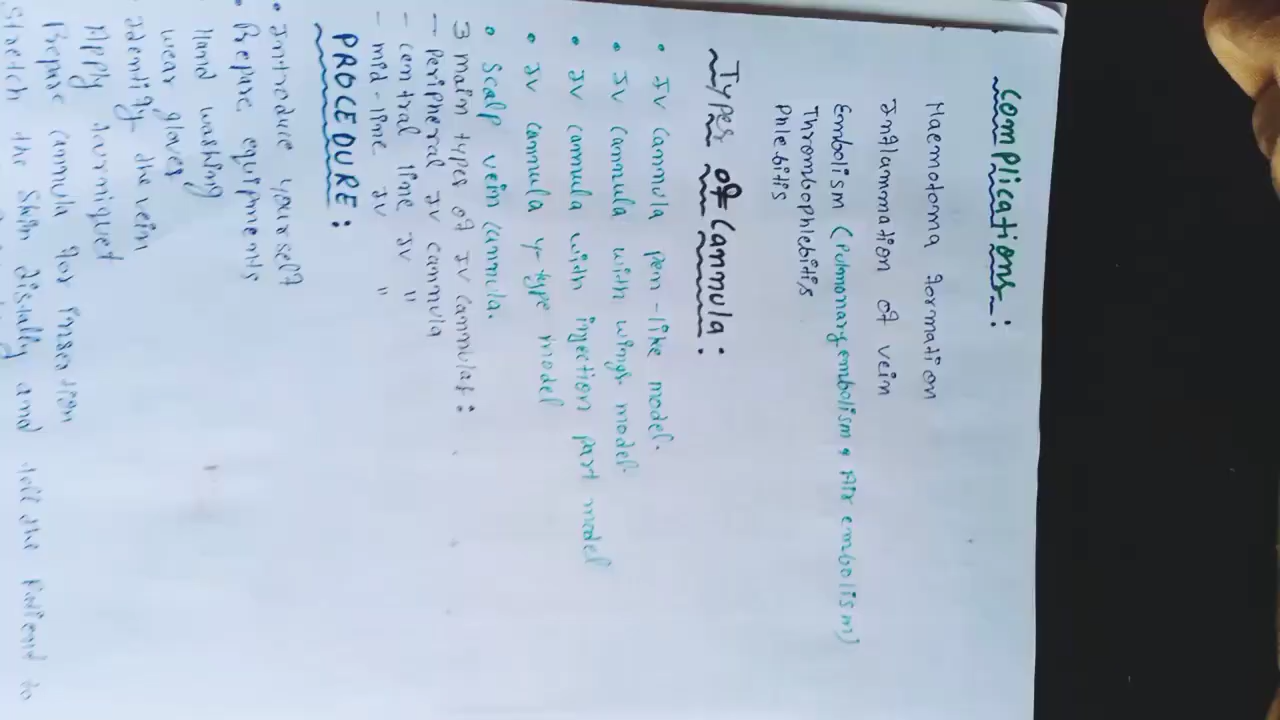 Complications:
Haemotoma formation
Inflammation of vein
Embolism (Pulmonary embolism & Air embolism)
Thrombophlebitis
Phlebitis
Types of Cannula:
• IV Cannula pen-like model.
• IV Cannula with wings model.
• IV Cannula with injection part model
• IV Cannula y-type model
• Scalp vein Cannula.
3 main types of IV cannulas:
- Peripheral IV cannula
- central line IV "
- mid-line IV "
PROCEDURE:
• Introduce yourself
• Prepare equipments
Hand washing
wear gloves
Identify the vein
Apply turniquet
Prepare cannula for insertion
Stretch the skin distally and tell the Patient to